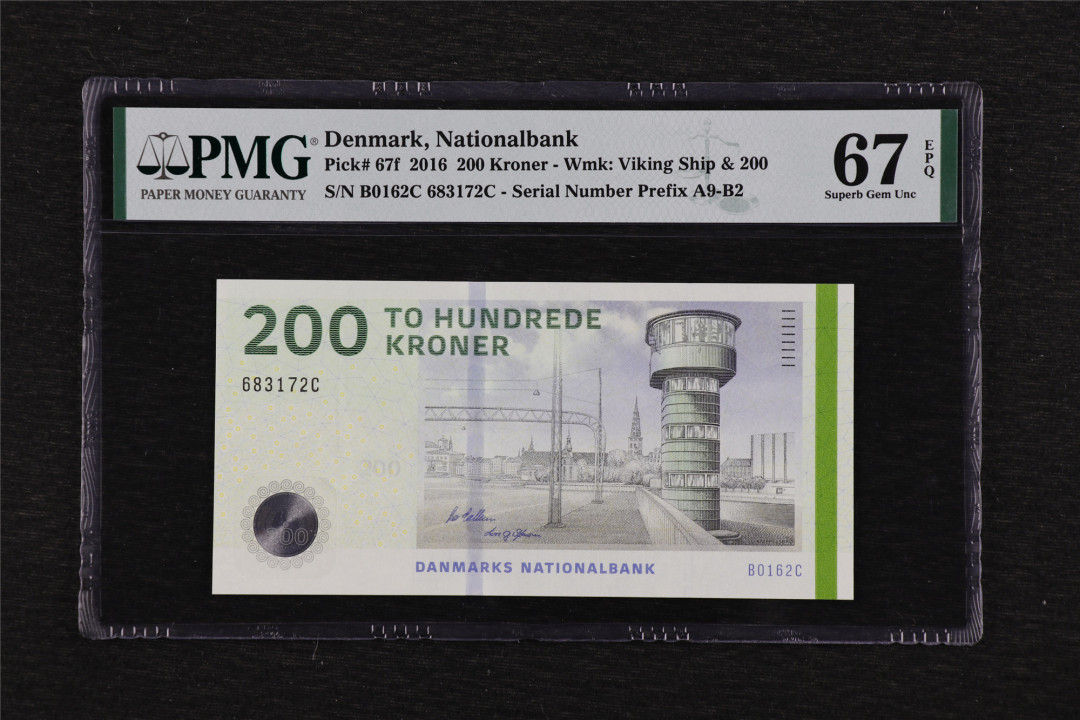 PMG®
PAPER MONEY GUARANTY
Denmark, Nationalbank
Pick# 67f 2016 200 Kroner - Wmk: Viking Ship & 200
S/N B0162C 683172C - Serial Number Prefix A9-B2
67
EPQ
Superb Gem Unc
200
TO HUNDREDE
KRONER
683172C
200
200
DANMARKS NATIONALBANK
B0162C